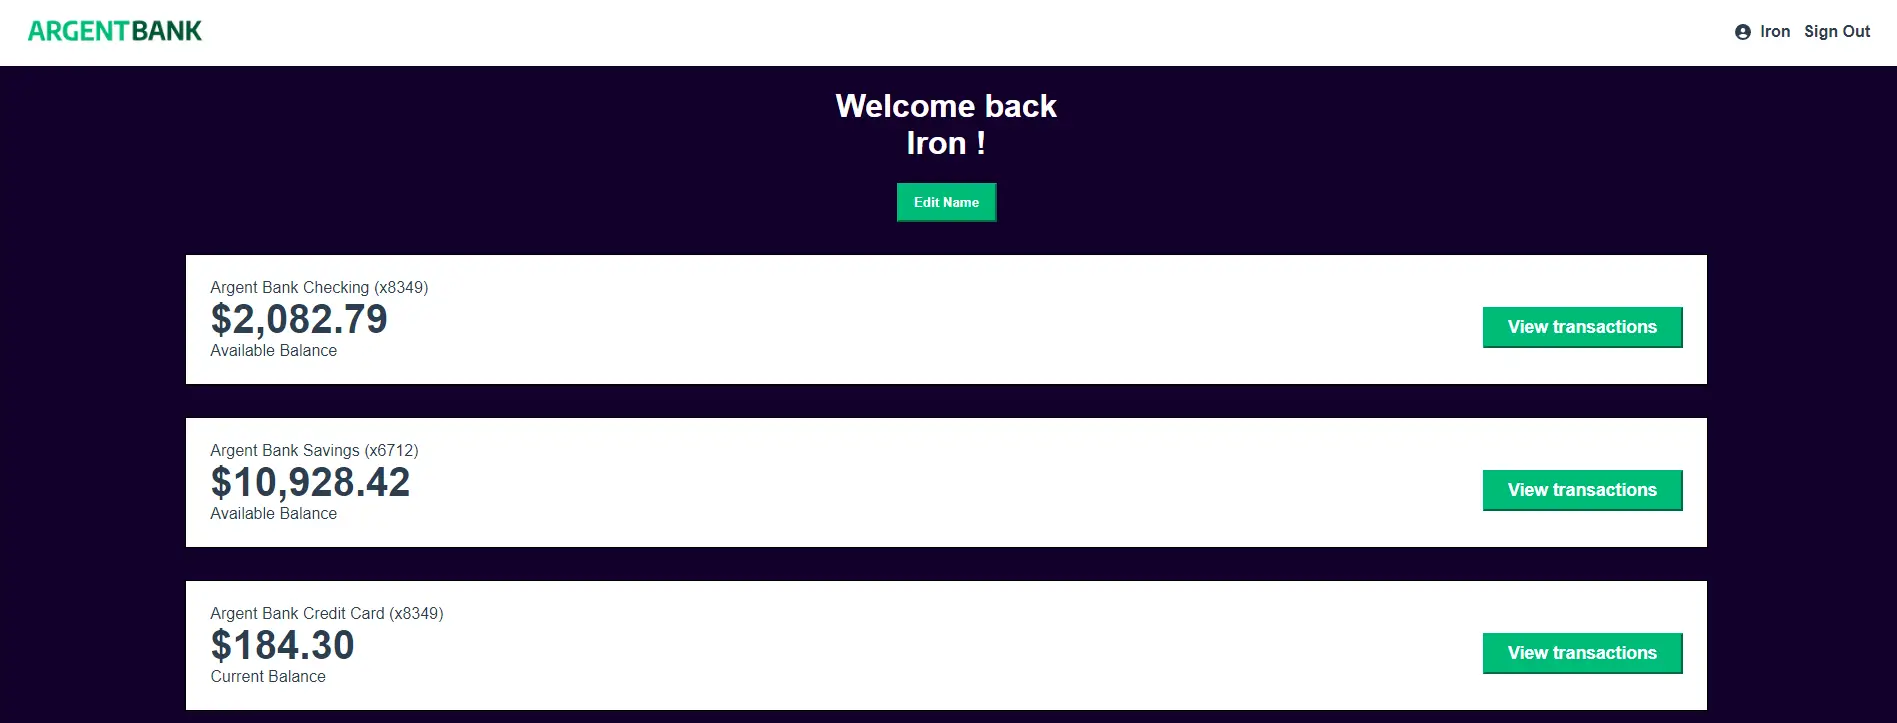 ARGENTBANK
Iron Sign Out
Welcome back
Iron !
Edit Name
Argent Bank Checking (x8349)
$2,082.79
Available Balance
View transactions
Argent Bank Savings (x6712)
$10,928.42
Available Balance
View transactions
Argent Bank Credit Card (x8349)
$184.30
Current Balance
View transactions